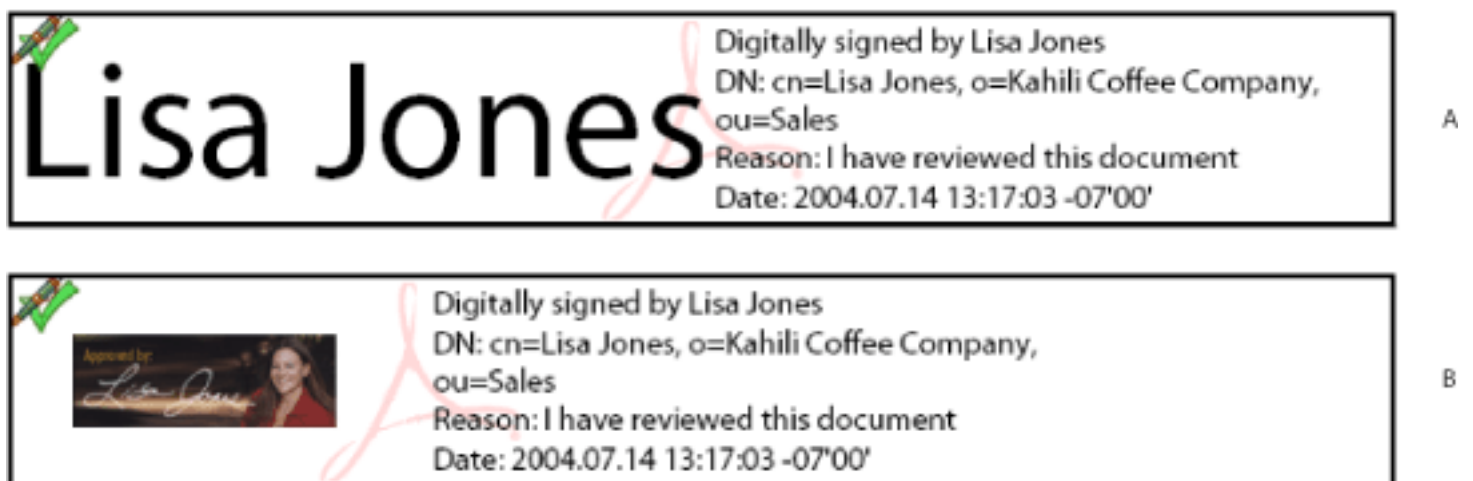 Lisa Jones
Digitally signed by Lisa Jones
DN: cn=Lisa Jones, o=Kahili Coffee Company,
ou=Sales
Reason: I have reviewed this document
Date: 2004.07.14 13:17:03 -07'00'
A
Approved by:
Lisa Jones
Digitally signed by Lisa Jones
DN: cn=Lisa Jones, o=Kahili Coffee Company,
ou=Sales
Reason: I have reviewed this document
Date: 2004.07.14 13:17:03 -07'00'
B